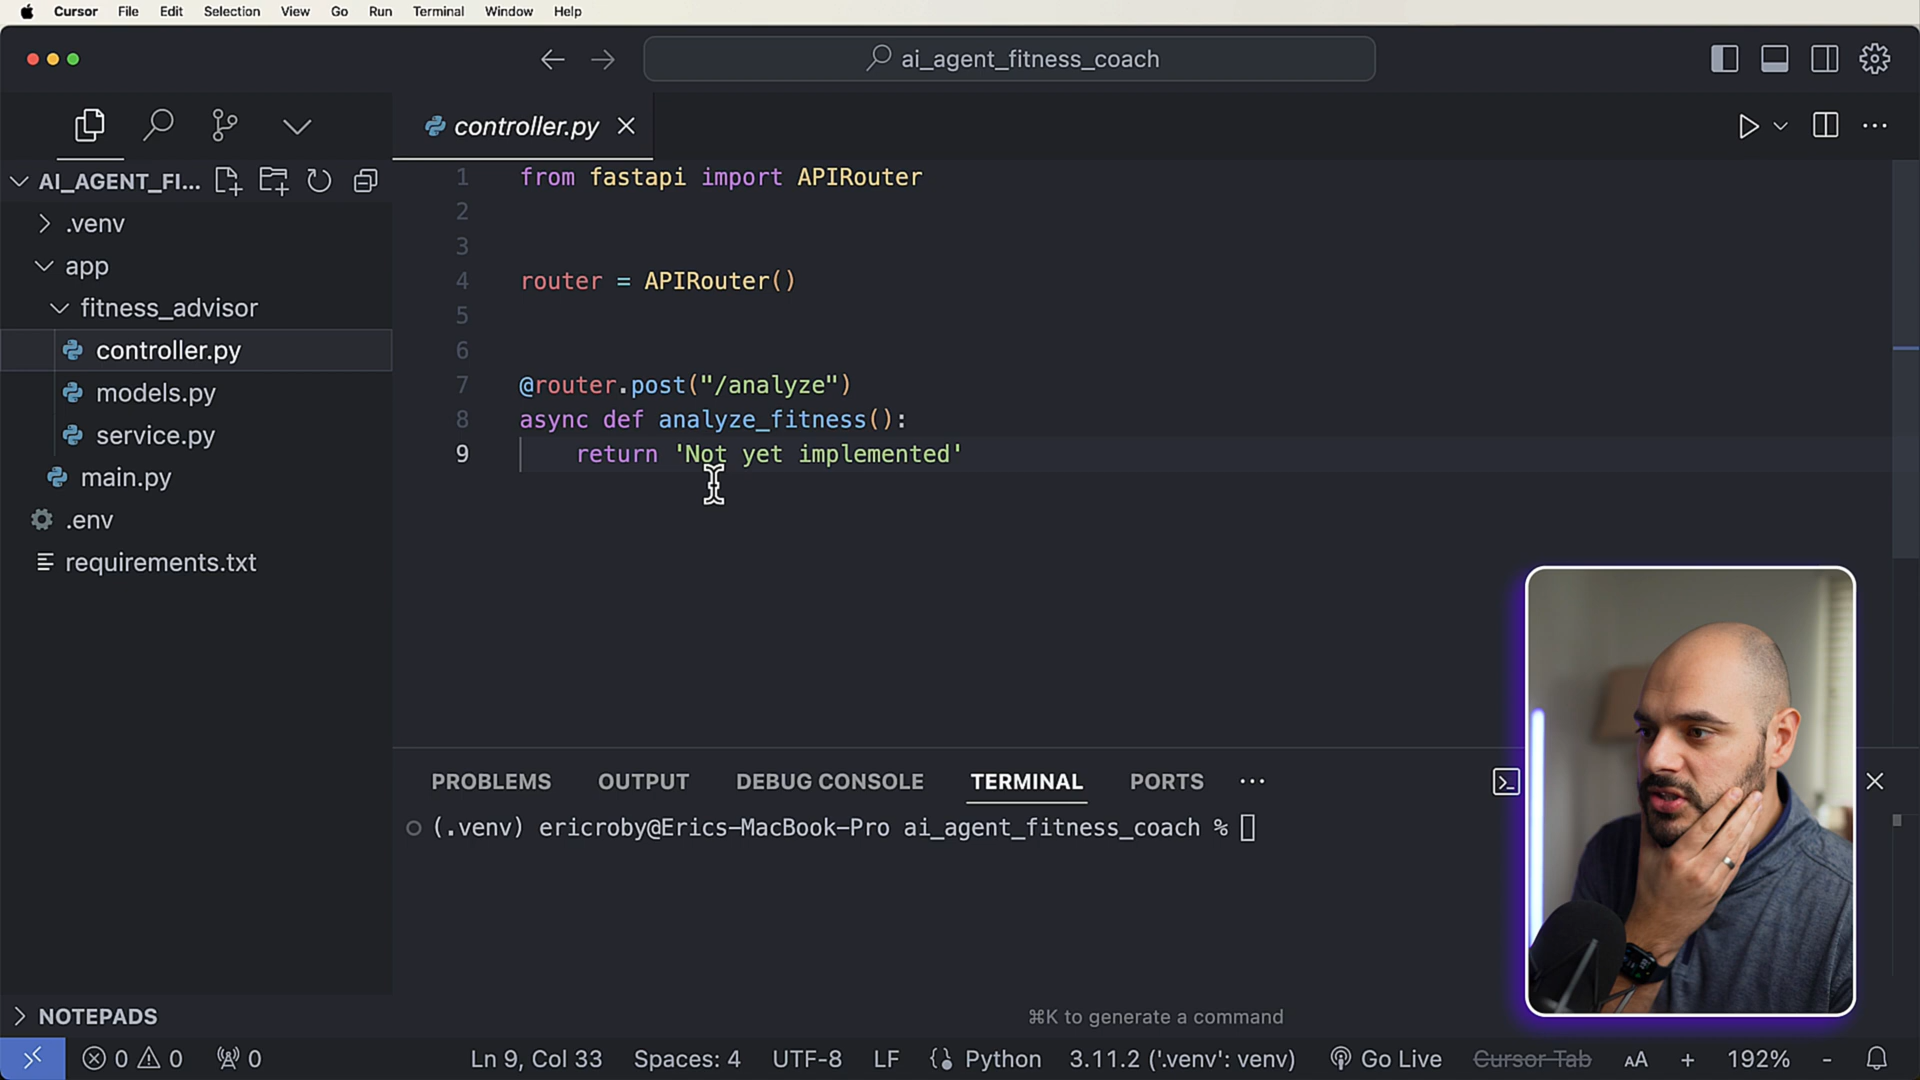 Cursor File Edit Selection View Go Run Terminal Window Help
ai_agent_fitness_coach
controller.py
AI_AGENT_FI...
.venv
app
fitness_advisor
controller.py
models.py
service.py
main.py
.env
requirements.txt
NOTEPADS
1 from fastapi import APIRouter
2
3
4 router = APIRouter()
5
6
7 @router.post("/analyze")
8 async def analyze_fitness():
9 return 'Not yet implemented'
PROBLEMS OUTPUT DEBUG CONSOLE TERMINAL PORTS ...
(.venv) ericroby@Erics-MacBook-Pro ai_agent_fitness_coach %
⌘K to generate a command
0 0 0 Ln 9, Col 33 Spaces: 4 UTF-8 LF Python 3.11.2 ('.venv': venv) Go Live Cursor Tab AA + 192% -